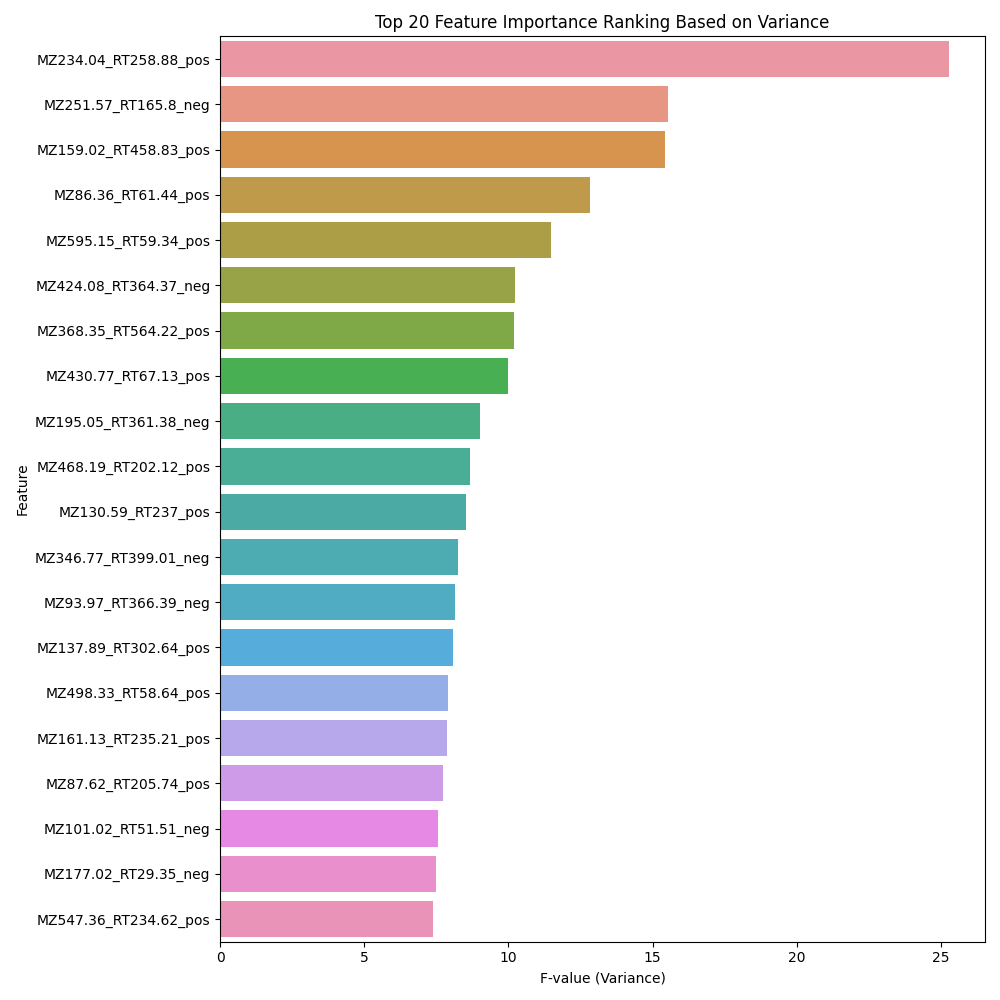 Top 20 Feature Importance Ranking Based on Variance
MZ234.04_RT258.88_pos
MZ251.57_RT165.8_neg
MZ159.02_RT458.83_pos
MZ86.36_RT61.44_pos
MZ595.15_RT59.34_pos
MZ424.08_RT364.37_neg
MZ368.35_RT564.22_pos
MZ430.77_RT67.13_pos
MZ195.05_RT361.38_neg
MZ468.19_RT202.12_pos
MZ130.59_RT237_pos
MZ346.77_RT399.01_neg
MZ93.97_RT366.39_neg
MZ137.89_RT302.64_pos
MZ498.33_RT58.64_pos
MZ161.13_RT235.21_pos
MZ87.62_RT205.74_pos
MZ101.02_RT51.51_neg
MZ177.02_RT29.35_neg
MZ547.36_RT234.62_pos
Feature
0 5 10 15 20 25
F-value (Variance)